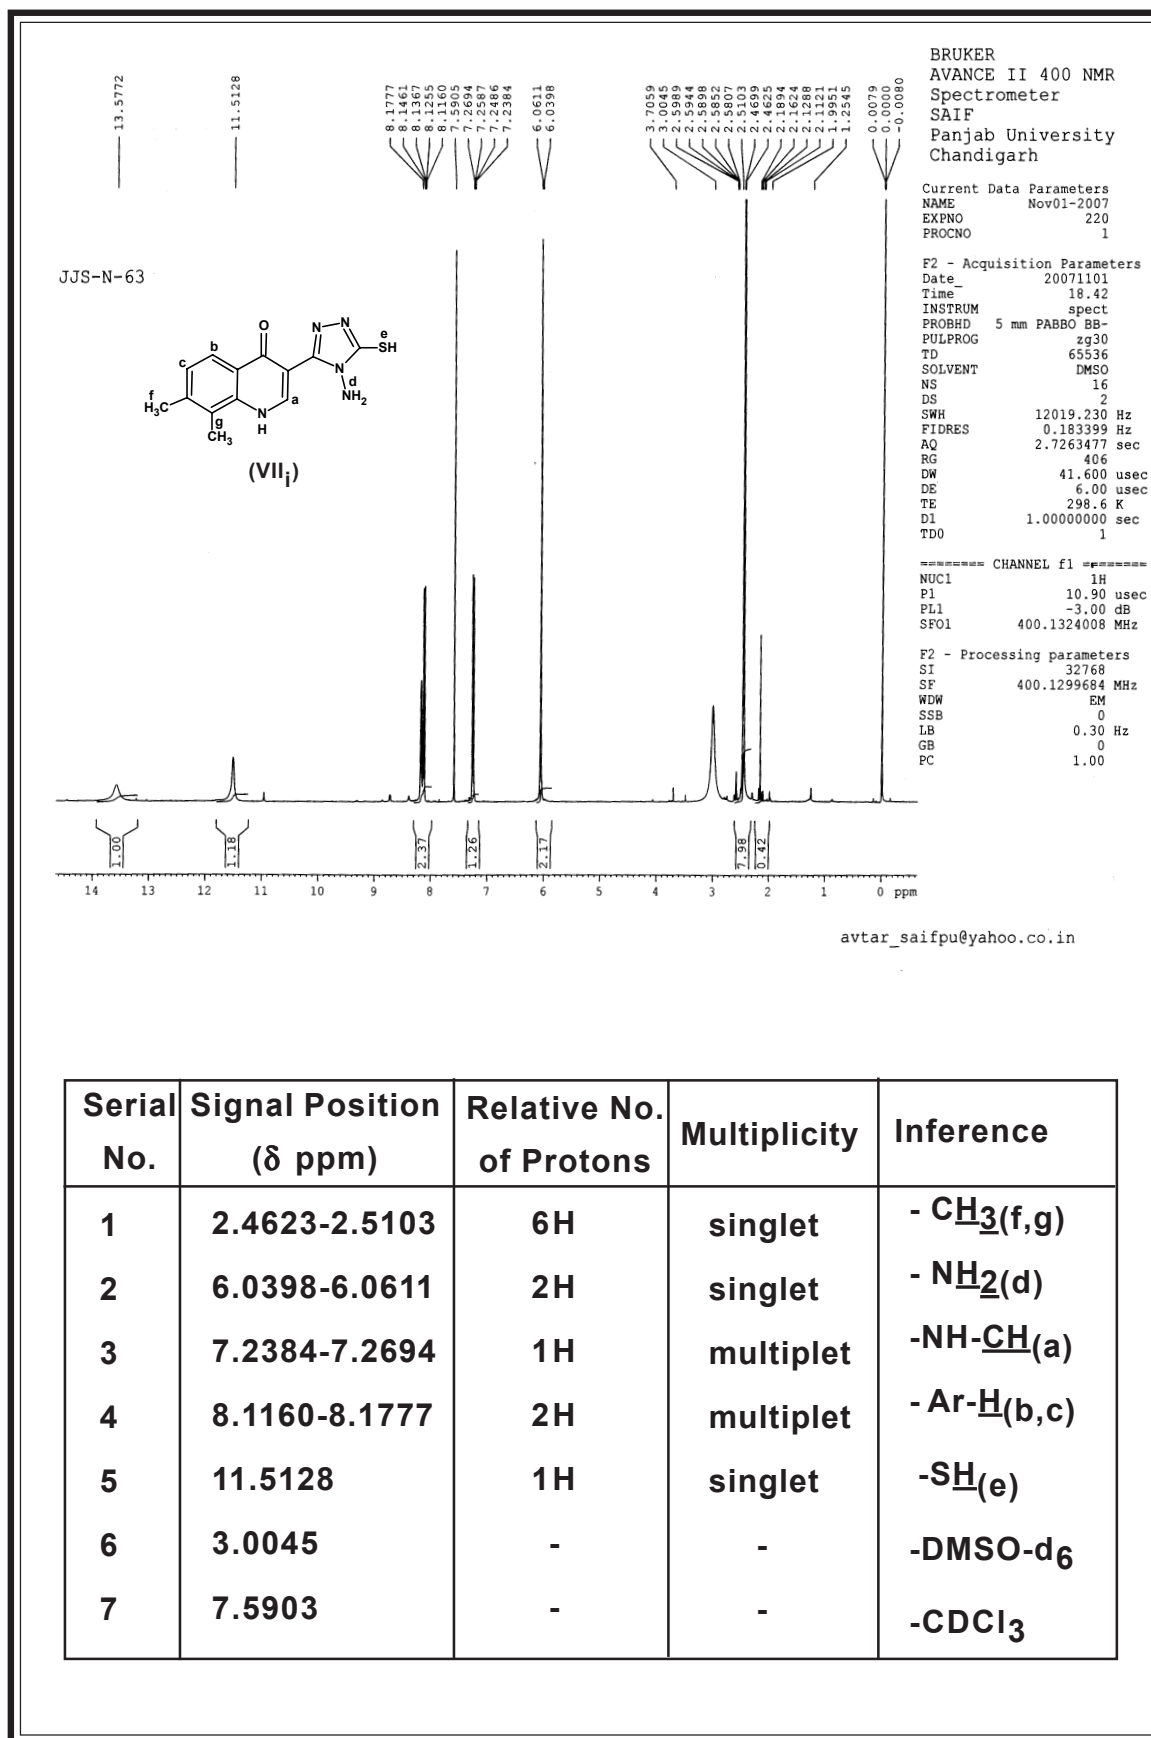 BRUKER
AVANCE II 400 NMR
Spectrometer
SAIF
Panjab University
Chandigarh
13.5772
11.5128
8.1777
8.1461
8.1367
8.1255
8.1160
7.5905
7.2694
7.2587
7.2486
7.2384
6.0611
6.0398
3.7059
3.0045
2.5989
2.5944
2.5898
2.5852
2.5807
2.5103
2.4699
2.4625
2.1894
2.1624
2.1288
2.1121
1.9951
1.2545
0.0079
0.0000
-0.0080
Current Data Parameters
NAME Nov01-2007
EXPNO 220
PROCNO 1
F2 - Acquisition Parameters
Date_ 20071101
Time 18.42
INSTRUM spect
PROBHD 5 mm PABBO BB-
PULPROG zg30
TD 65536
SOLVENT DMSO
NS 16
DS 2
SWH 12019.230 Hz
FIDRES 0.183399 Hz
AQ 2.7263477 sec
RG 406
DW 41.600 usec
DE 6.00 usec
TE 298.6 K
D1 1.00000000 sec
TD0 1
======== CHANNEL f1 ========
NUC1 1H
P1 10.90 usec
PL1 -3.00 dB
SFO1 400.1324008 MHz
F2 - Processing parameters
SI 32768
SF 400.1299684 MHz
WDW EM
SSB 0
LB 0.30 Hz
GB 0
PC 1.00
JJS-N-63
O
N N
e
b
SH
c
N
d
NH2
a
f
H3C
g
N
H
CH3
(VIIj)
1.00 1.18 2.37 1.26 2.17 7.98 0.42
14 13 12 11 10 9 8 7 6 5 4 3 2 1 0 ppm
avtar_saifpu@yahoo.co.in
Serial No. Signal Position (δ ppm) Relative No. of Protons Multiplicity Inference
1 2.4623-2.5103 6H singlet - CH3(f,g)
2 6.0398-6.0611 2H singlet - NH2(d)
3 7.2384-7.2694 1H multiplet -NH-CH(a)
4 8.1160-8.1777 2H multiplet - Ar-H(b,c)
5 11.5128 1H singlet -SH(e)
6 3.0045 - - -DMSO-d6
7 7.5903 - - -CDCl3